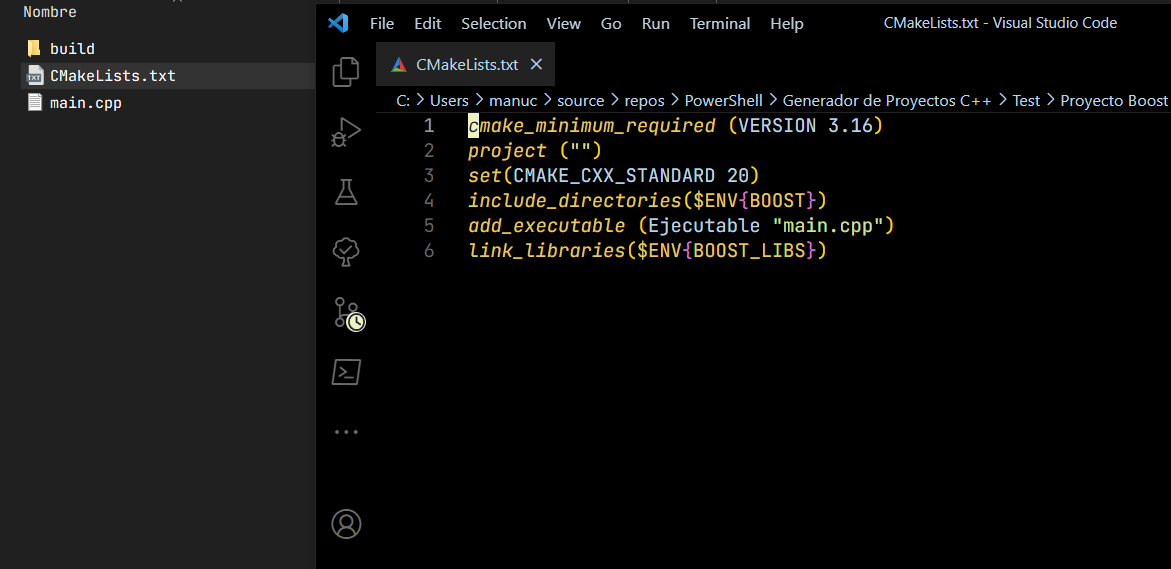 Nombre
build
CMakeLists.txt
main.cpp
File Edit Selection View Go Run Terminal Help
CMakeLists.txt - Visual Studio Code
CMakeLists.txt
C: > Users > manuc > source > repos > PowerShell > Generador de Proyectos C++ > Test > Proyecto Boost
1 cmake_minimum_required (VERSION 3.16)
2 project ("")
3 set(CMAKE_CXX_STANDARD 20)
4 include_directories($ENV{BOOST})
5 add_executable (Ejecutable "main.cpp")
6 link_libraries($ENV{BOOST_LIBS})